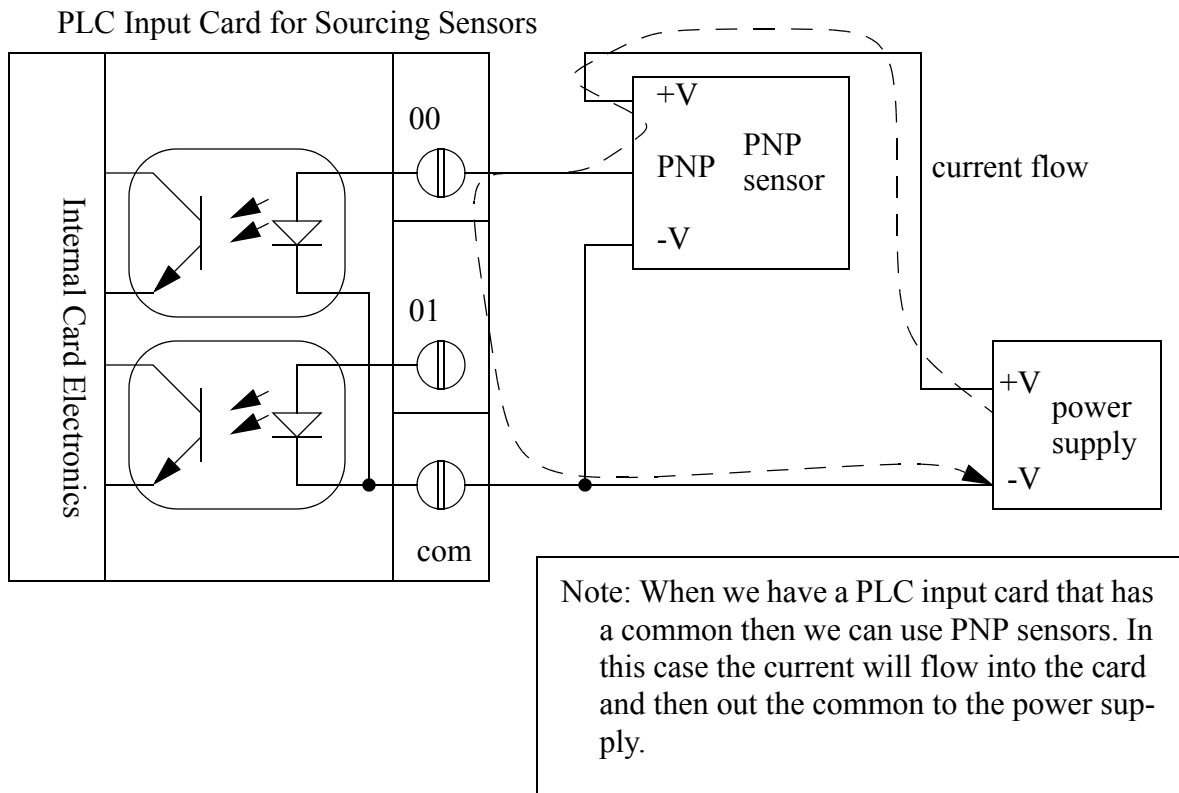 PLC Input Card for Sourcing Sensors
00
+V
PNP
PNP
sensor
-V
current flow
Internal Card Electronics
01
+V
power
supply
-V
com
Note: When we have a PLC input card that has
a common then we can use PNP sensors. In
this case the current will flow into the card
and then out the common to the power sup-
ply.